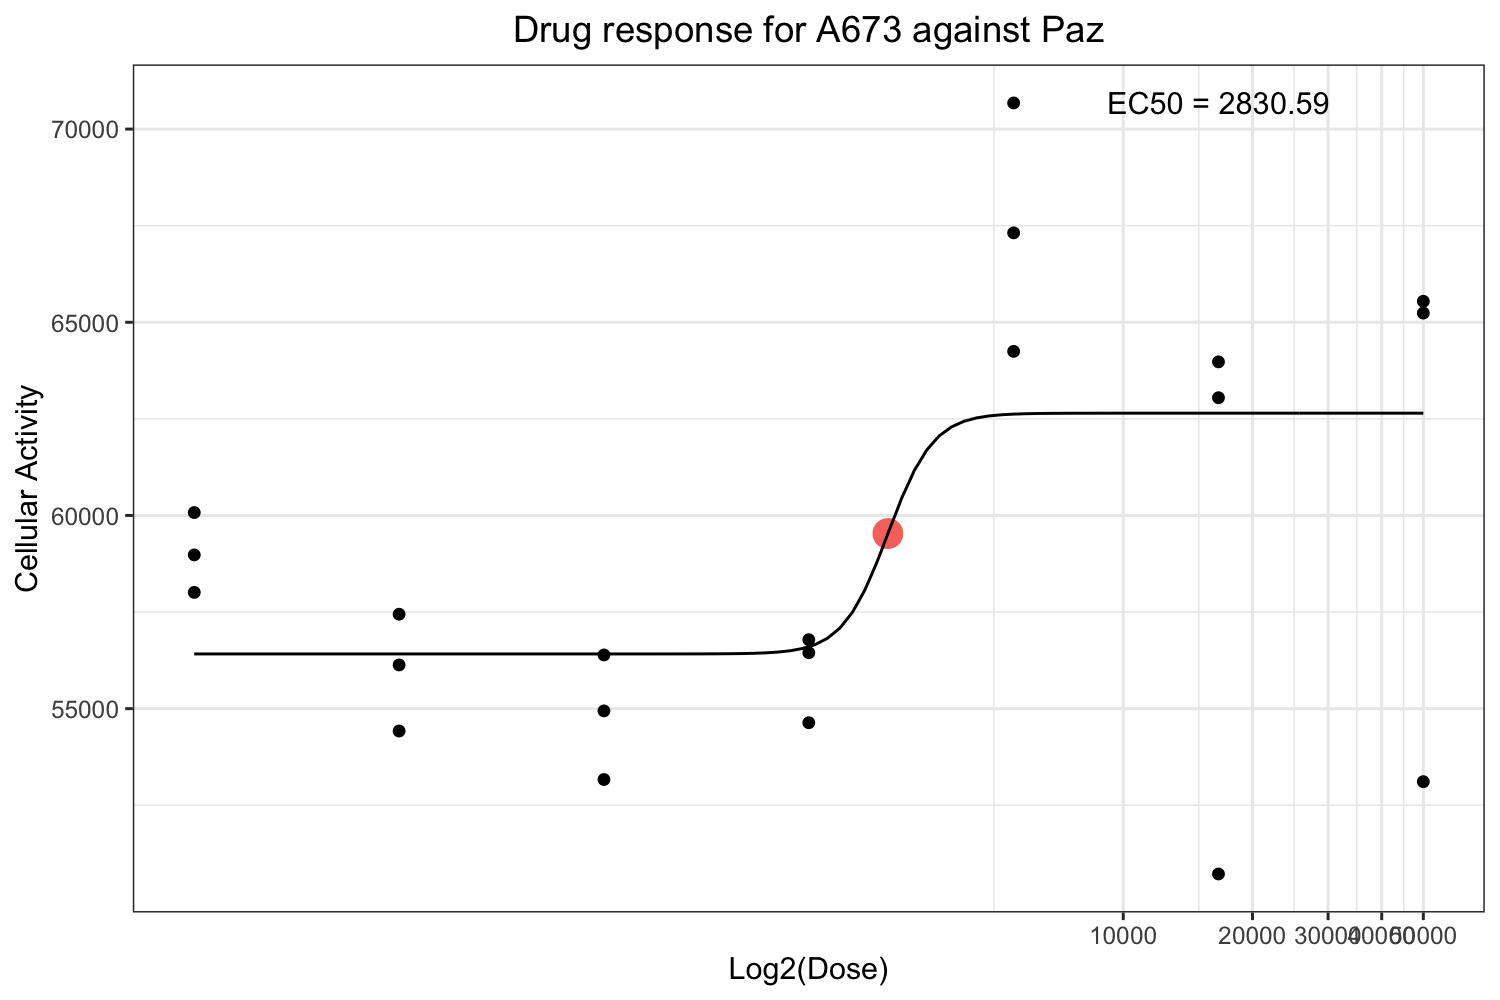 Drug response for A673 against Paz
EC50 = 2830.59
70000
65000
60000
55000
Cellular Activity
10000 20000 30000 40000 50000
Log2(Dose)